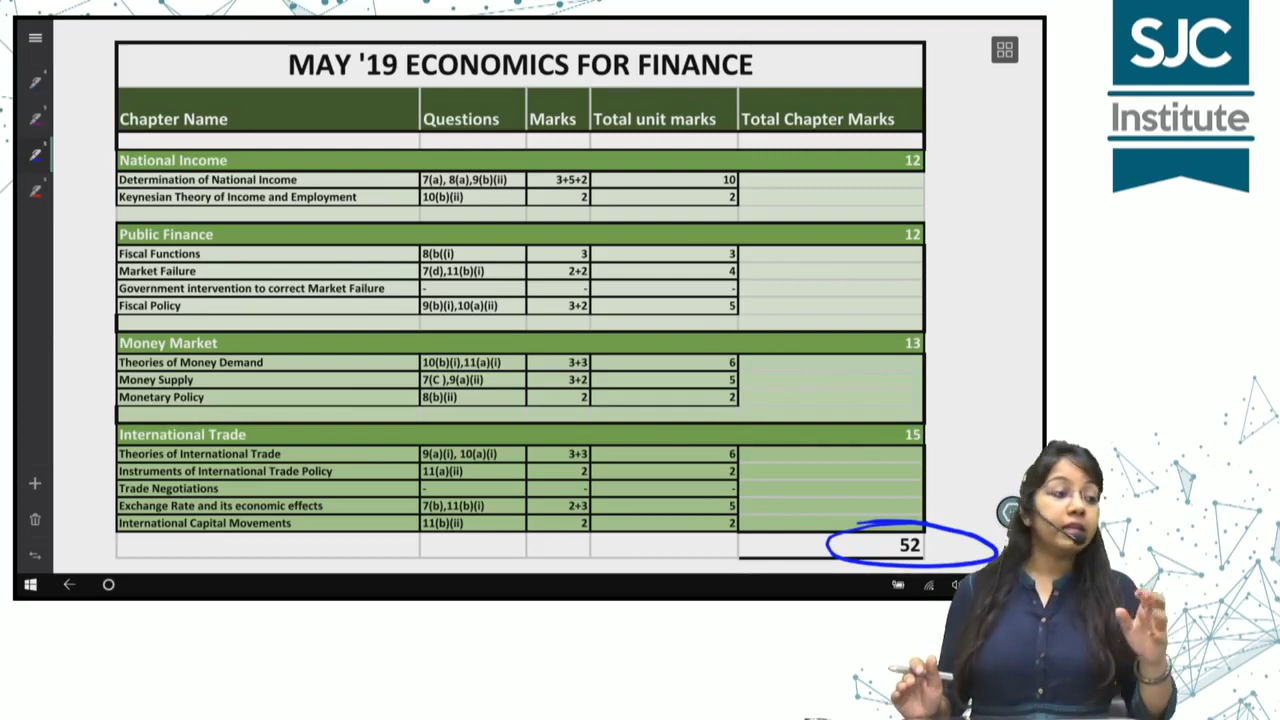 SJC
Institute
MAY '19 ECONOMICS FOR FINANCE
Chapter Name Questions Marks Total unit marks Total Chapter Marks
National Income 12
Determination of National Income 7(a), 8(a),9(b)(ii) 3+5+2 10
Keynesian Theory of Income and Employment 10(b)(ii) 2 2
Public Finance 12
Fiscal Functions 8(b((i) 3 3
Market Failure 7(d),11(b)(i) 2+2 4
Government intervention to correct Market Failure - - -
Fiscal Policy 9(b)(i),10(a)(ii) 3+2 5
Money Market 13
Theories of Money Demand 10(b)(i),11(a)(i) 3+3 6
Money Supply 7(C ),9(a)(ii) 3+2 5
Monetary Policy 8(b)(ii) 2 2
International Trade 15
Theories of International Trade 9(a)(i), 10(a)(i) 3+3 6
Instruments of International Trade Policy 11(a)(ii) 2 2
Trade Negotiations - - -
Exchange Rate and its economic effects 7(b),11(b)(i) 2+3 5
International Capital Movements 11(b)(ii) 2 2
52